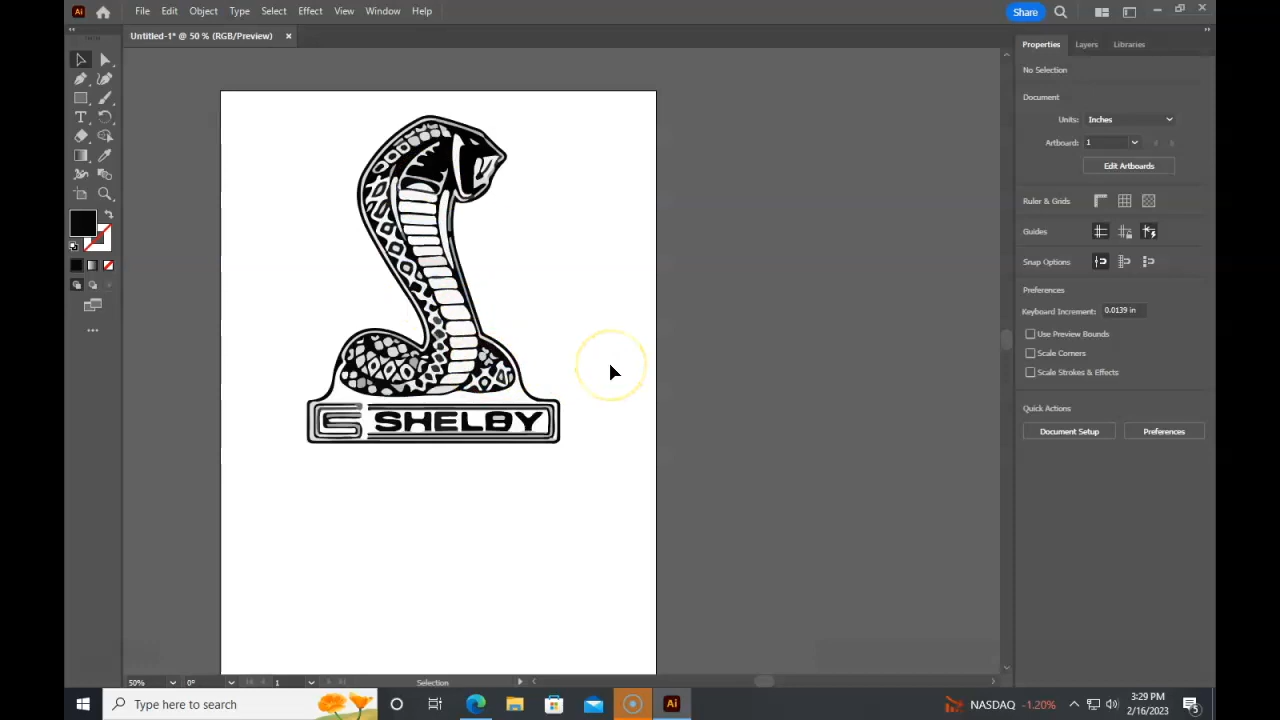 Ai File Edit Object Type Select Effect View Window Help Share
Untitled-1* @ 50 % (RGB/Preview) ×
Properties Layers Libraries
No Selection
Document
Units: Inches
Artboard: 1
Edit Artboards
Ruler & Grids
Guides
Snap Options
Preferences
Keyboard Increment: 0.0139 in
Use Preview Bounds
Scale Corners
Scale Strokes & Effects
Quick Actions
Document Setup Preferences
SHELBY
50% 0° 1 Selection
Type here to search
Ai
NASDAQ -1.20%
3:29 PM
2/16/2023
5